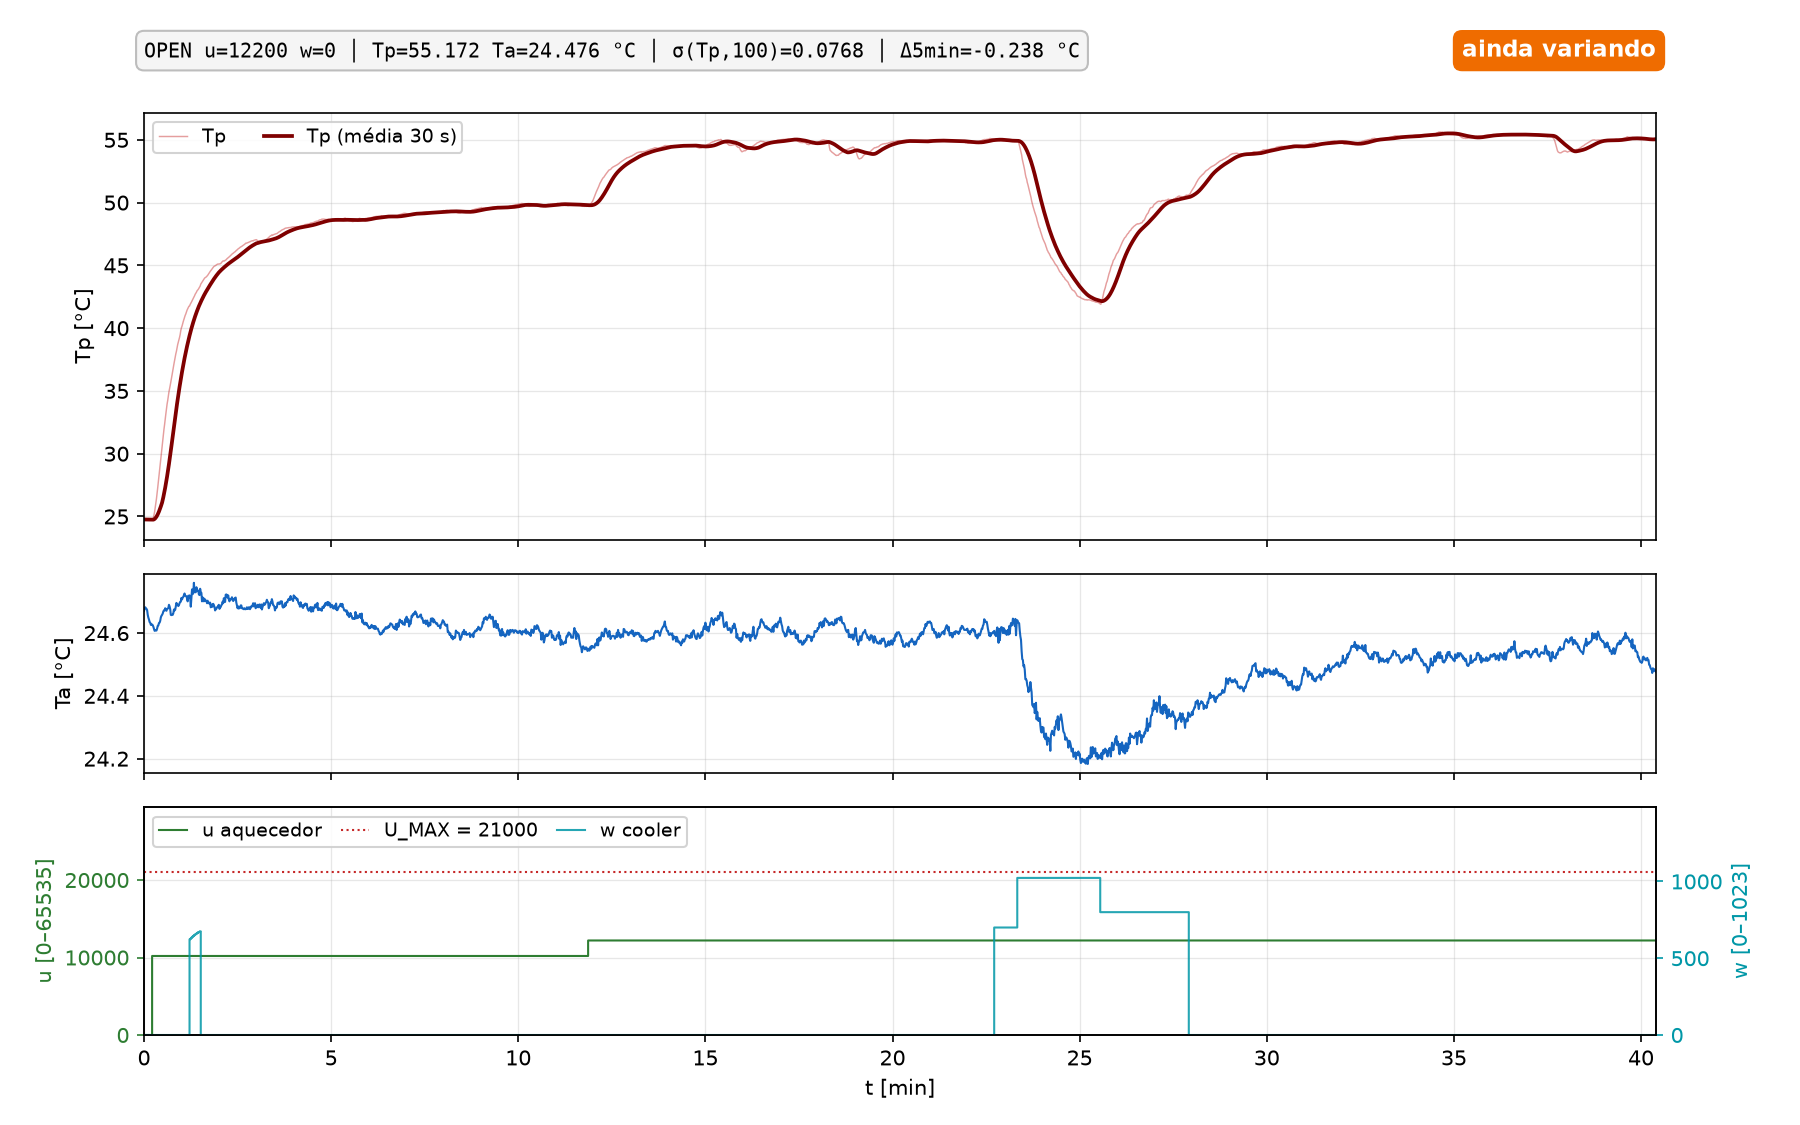 OPEN u=12200 w=0 | Tp=55.172 Ta=24.476 °C | σ(Tp,100)=0.0768 | Δ5min=-0.238 °C
ainda variando
Tp
Tp (média 30 s)
Tp [°C]
55
50
45
40
35
30
25
Ta [°C]
24.6
24.4
24.2
u aquecedor
U_MAX = 21000
w cooler
u [0–65535]
20000
10000
0
w [0–1023]
1000
500
0
0 5 10 15 20 25 30 35 40
t [min]